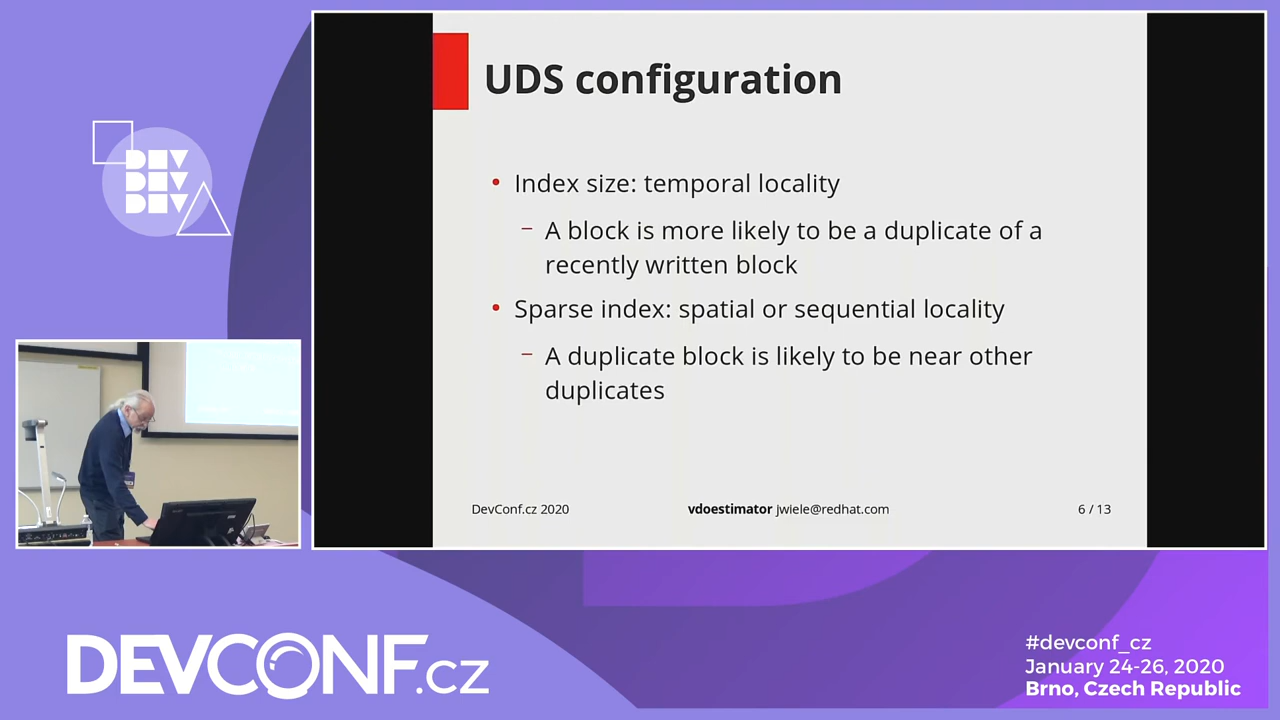 UDS configuration
• Index size: temporal locality
– A block is more likely to be a duplicate of a
recently written block
• Sparse index: spatial or sequential locality
– A duplicate block is likely to be near other
duplicates
DevConf.cz 2020 vdoestimator jwiele@redhat.com 6 / 13
DEV
DEV
DEV
DEVCONF.cz
#devconf_cz
January 24-26, 2020
Brno, Czech Republic